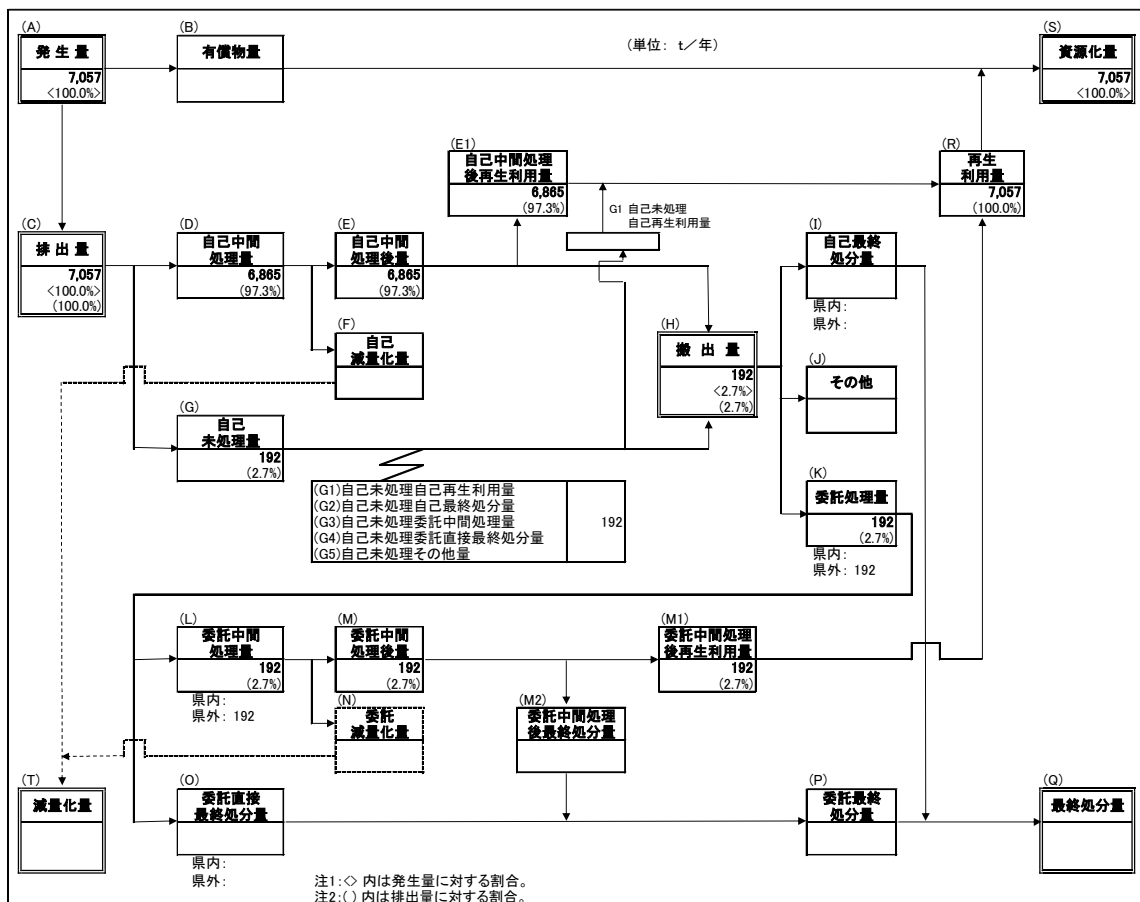 (A)
発 生 量
7,057
<100.0%>
(B)
有償物量
(単位: t/年)
(S)
資源化量
7,057
<100.0%>
(E1)
自己中間処理
後再生利用量
6,865
(97.3%)
G1 自己未処理
自己再生利用量
(R)
再生
利用量
7,057
(100.0%)
(C)
排 出 量
7,057
<100.0%>
(100.0%)
(D)
自己中間
処理量
6,865
(97.3%)
(E)
自己中間
処理後量
6,865
(97.3%)
(I)
自己最終
処分量
県内:
県外:
(F)
自己
減量化量
(H)
搬 出 量
192
<2.7%>
(2.7%)
(J)
その他
(G)
自己
未処理量
192
(2.7%)
(G1)自己未処理自己再生利用量
(G2)自己未処理自己最終処分量
(G3)自己未処理委託中間処理量 192
(G4)自己未処理委託直接最終処分量
(G5)自己未処理その他量
(K)
委託処理量
192
(2.7%)
県内:
県外: 192
(L)
委託中間
処理量
192
(2.7%)
県内:
県外: 192
(M)
委託中間
処理後量
192
(2.7%)
(M1)
委託中間処理
後再生利用量
192
(2.7%)
(N)
委託
減量化量
(M2)
委託中間処理
後最終処分量
(T)
減量化量
(O)
委託直接
最終処分量
県内:
県外:
(P)
委託最終
処分量
(Q)
最終処分量
注1:<> 内は発生量に対する割合。
注2:( ) 内は排出量に対する割合。